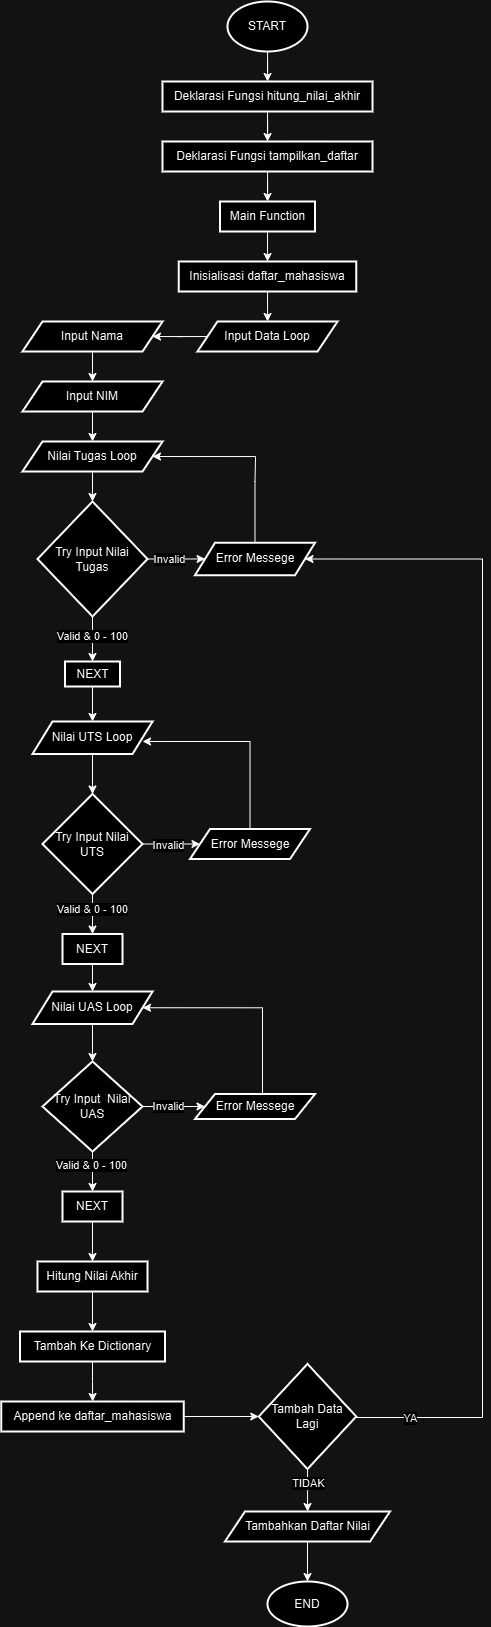 START
Deklarasi Fungsi hitung_nilai_akhir
Deklarasi Fungsi tampilkan_daftar
Main Function
Inisialisasi daftar_mahasiswa
Input Data Loop
Input Nama
Input NIM
Nilai Tugas Loop
Try Input Nilai
Tugas
Invalid
Error Messege
Valid & 0 - 100
NEXT
Nilai UTS Loop
Try Input Nilai
UTS
Invalid
Error Messege
Valid & 0 - 100
NEXT
Nilai UAS Loop
Try Input Nilai
UAS
Invalid
Error Messege
Valid & 0 - 100
NEXT
Hitung Nilai Akhir
Tambah Ke Dictionary
Append ke daftar_mahasiswa
Tambah Data
Lagi
YA
TIDAK
Tambahkan Daftar Nilai
END